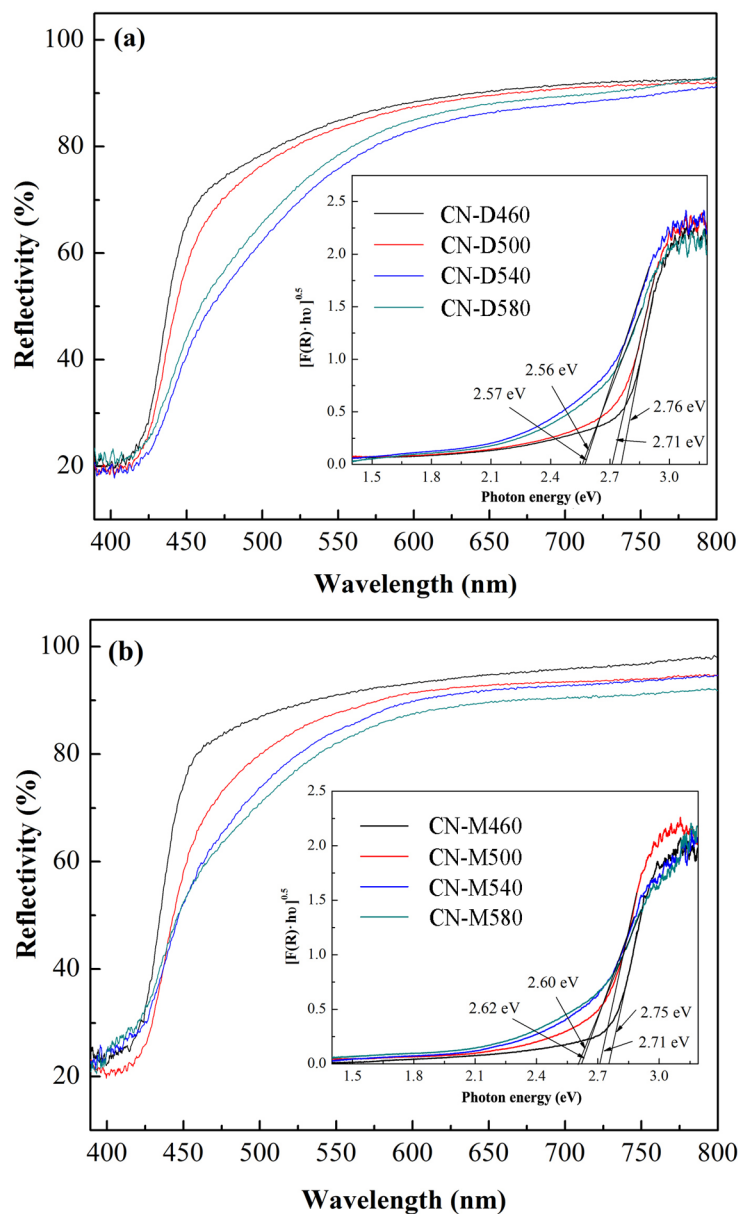 (a)
100
80
60
40
20
Reflectivity (%)
400 450 500 550 600 650 700 750 800
Wavelength (nm)
CN-D460
CN-D500
CN-D540
CN-D580
2.5
2.0
1.5
1.0
0.5
0.0
[F(R)·hυ]^0.5
2.56 eV
2.57 eV
2.76 eV
2.71 eV
1.5 1.8 2.1 2.4 2.7 3.0
Photon energy (eV)
(b)
100
80
60
40
20
Reflectivity (%)
400 450 500 550 600 650 700 750 800
Wavelength (nm)
CN-M460
CN-M500
CN-M540
CN-M580
2.5
2.0
1.5
1.0
0.5
0.0
[F(R)·hυ]^0.5
2.60 eV
2.62 eV
2.75 eV
2.71 eV
1.5 1.8 2.1 2.4 2.7 3.0
Photon energy (eV)